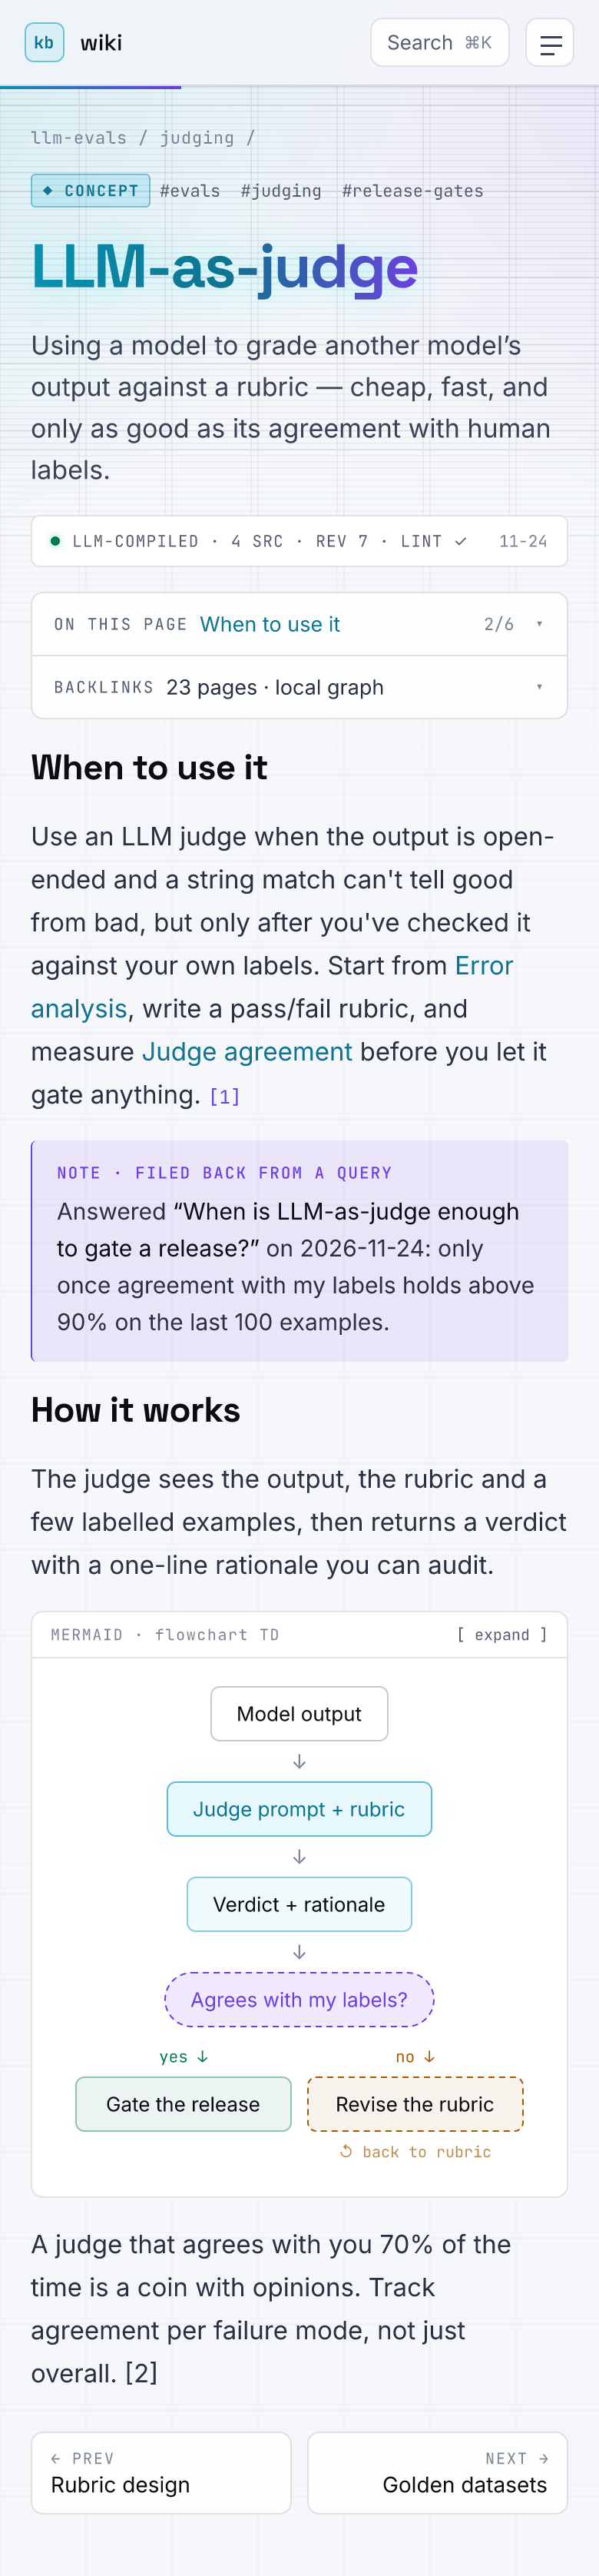 kb wiki Search ⌘K
llm-evals / judging /
◆ CONCEPT #evals #judging #release-gates
LLM-as-judge
Using a model to grade another model’s
output against a rubric — cheap, fast, and
only as good as its agreement with human
labels.
LLM-COMPILED · 4 SRC · REV 7 · LINT ✓ 11-24
ON THIS PAGE When to use it 2/6 ▾
BACKLINKS 23 pages · local graph ▾
When to use it
Use an LLM judge when the output is open-
ended and a string match can't tell good
from bad, but only after you've checked it
against your own labels. Start from Error
analysis, write a pass/fail rubric, and
measure Judge agreement before you let it
gate anything. [1]
NOTE · FILED BACK FROM A QUERY
Answered “When is LLM-as-judge enough
to gate a release?” on 2026-11-24: only
once agreement with my labels holds above
90% on the last 100 examples.
How it works
The judge sees the output, the rubric and a
few labelled examples, then returns a verdict
with a one-line rationale you can audit.
MERMAID · flowchart TD [ expand ]
Model output
↓
Judge prompt + rubric
↓
Verdict + rationale
↓
Agrees with my labels?
yes ↓ no ↓
Gate the release Revise the rubric
↺ back to rubric
A judge that agrees with you 70% of the
time is a coin with opinions. Track
agreement per failure mode, not just
overall. [2]
← PREV NEXT →
Rubric design Golden datasets